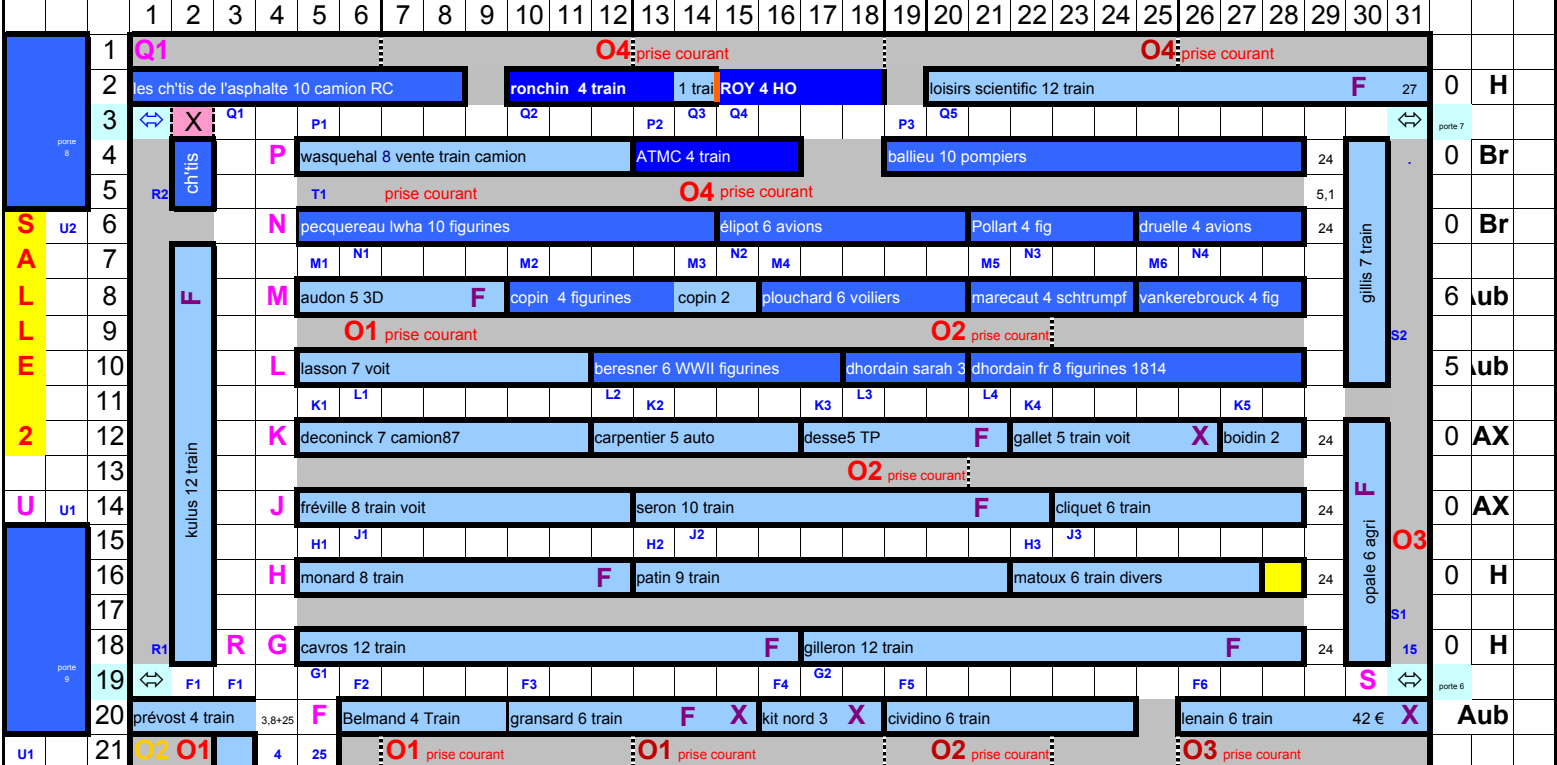 1 2 3 4 5 6 7 8 9 10 11 12 13 14 15 16 17 18 19 20 21 22 23 24 25 26 27 28 29 30 31
1 Q1 O4 prise courant O4 prise courant
2 les ch'tis de l'asphalte 10 camion RC ronchin 4 train 1 trai ROY 4 HO loisirs scientific 12 train F 27 0 H
3 ⇔ X Q1 P1 Q2 P2 Q3 Q4 P3 Q5 ⇔ porte 7
porte 8 4 ch'tis P wasquehal 8 vente train camion ATMC 4 train ballieu 10 pompiers 24 . 0 Br
5 R2 T1 prise courant O4 prise courant 5,1
S U2 6 N pecquereau lwha 10 figurines élipot 6 avions Pollart 4 fig druelle 4 avions 24 0 Br
A 7 M1 N1 M2 M3 N2 M4 M5 N3 M6 N4 gillis 7 train
L 8 F M audon 5 3D F copin 4 figurines copin 2 plouchard 6 voiliers marecaut 4 schtrumpf vankerebrouck 4 fig 6 Aub
L 9 O1 prise courant O2 prise courant S2
E 10 L lasson 7 voit beresner 6 WWII figurines dhordain sarah 3 dhordain fr 8 figurines 1814 5 Aub
11 K1 L1 L2 K2 K3 L3 L4 K4 K5
2 12 K deconinck 7 camion87 carpentier 5 auto desse5 TP F gallet 5 train voit X boidin 2 24 0 AX
13 kulus 12 train O2 prise courant
U U1 14 J fréville 8 train voit seron 10 train F cliquet 6 train 24 F 0 AX
15 H1 J1 H2 J2 H3 J3 O3
16 H monard 8 train F patin 9 train matoux 6 train divers 24 opale 6 agri 0 H
17 S1
18 R1 R G cavros 12 train F gilleron 12 train F 24 15 0 H
porte 9 19 ⇔ F1 F1 G1 F2 F3 F4 G2 F5 F6 S ⇔ porte 6
20 prévost 4 train 3,8+25 F Belmand 4 Train gransard 6 train F X kit nord 3 X cividino 6 train lenain 6 train 42 € X Aub
U1 21 O2 O1 4 25 O1 prise courant O1 prise courant O2 prise courant O3 prise courant